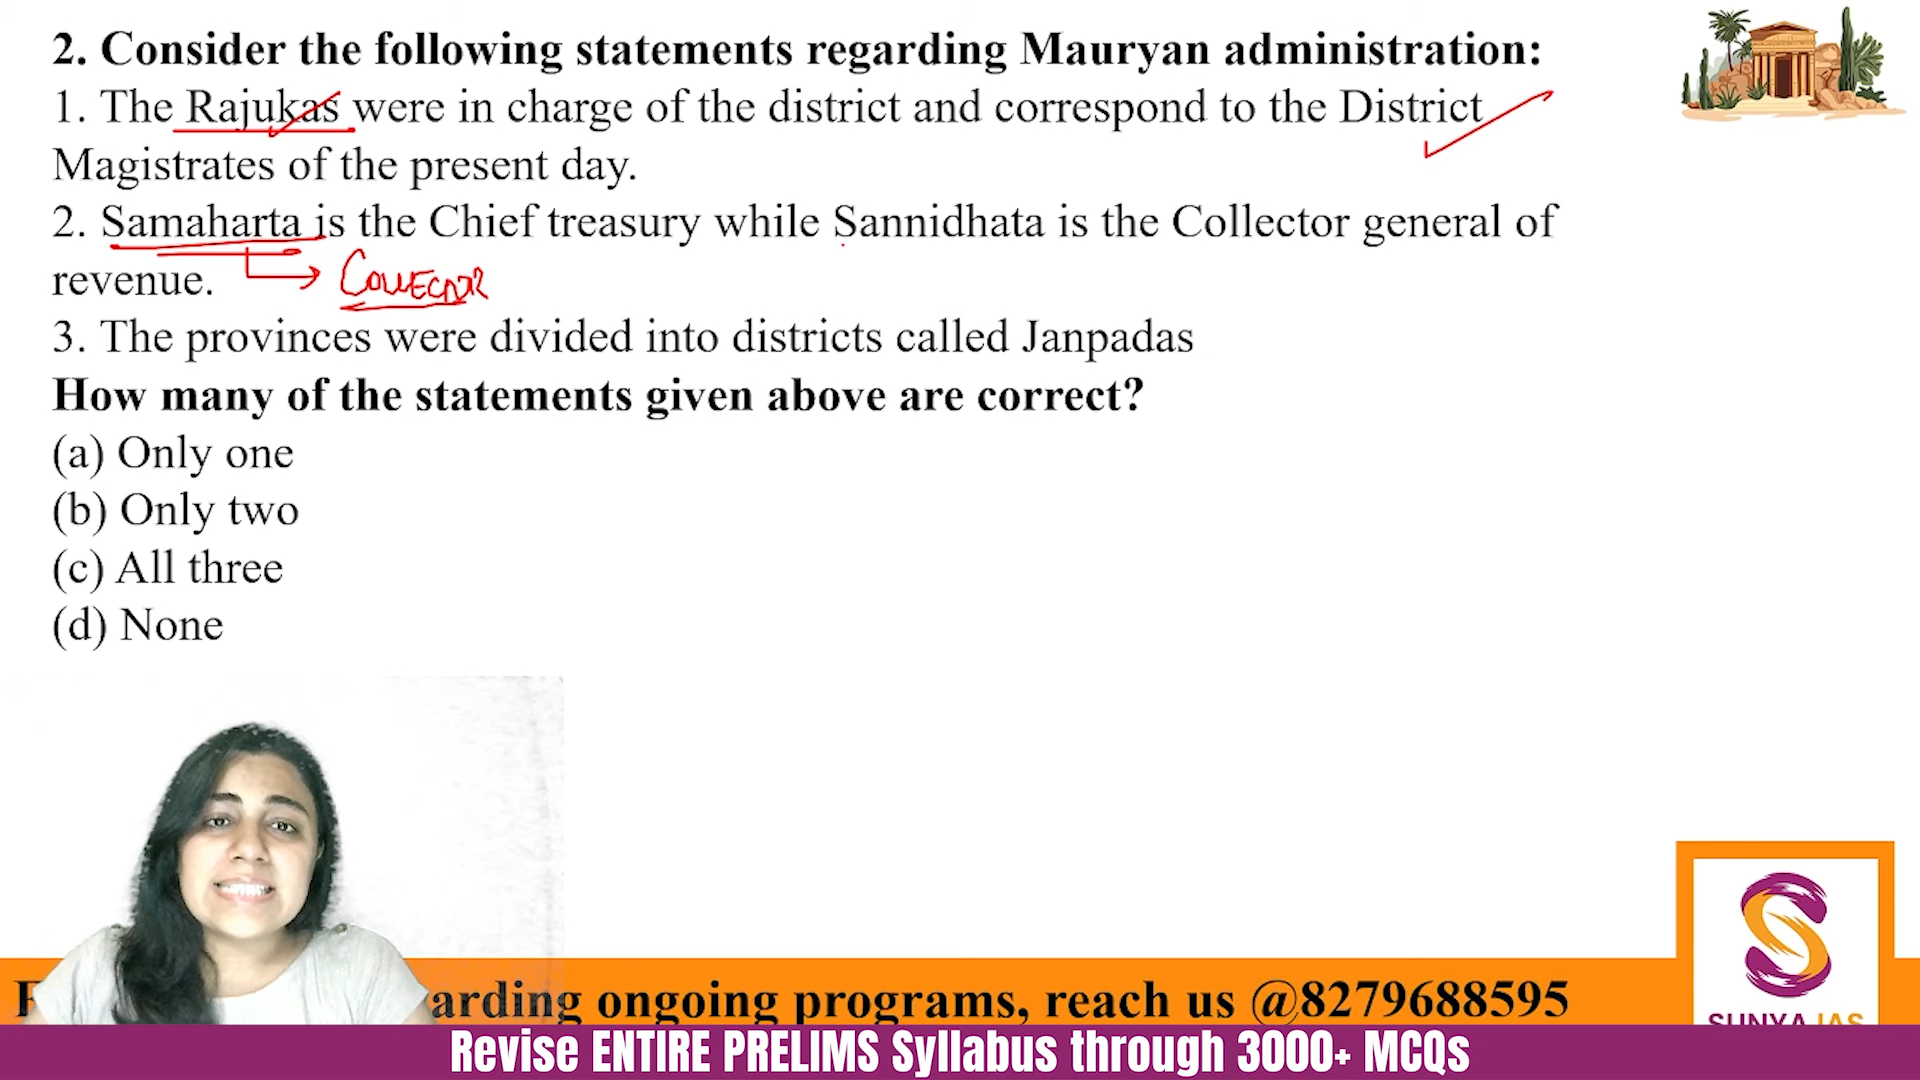 2. Consider the following statements regarding Mauryan administration:
1. The Rajukas were in charge of the district and correspond to the District
Magistrates of the present day.
2. Samaharta is the Chief treasury while Sannidhata is the Collector general of
revenue.
COLLECTOR
3. The provinces were divided into districts called Janpadas
How many of the statements given above are correct?
(a) Only one
(b) Only two
(c) All three
(d) None
arding ongoing programs, reach us @8279688595
SUNYA IAS
Revise ENTIRE PRELIMS Syllabus through 3000+ MCQs